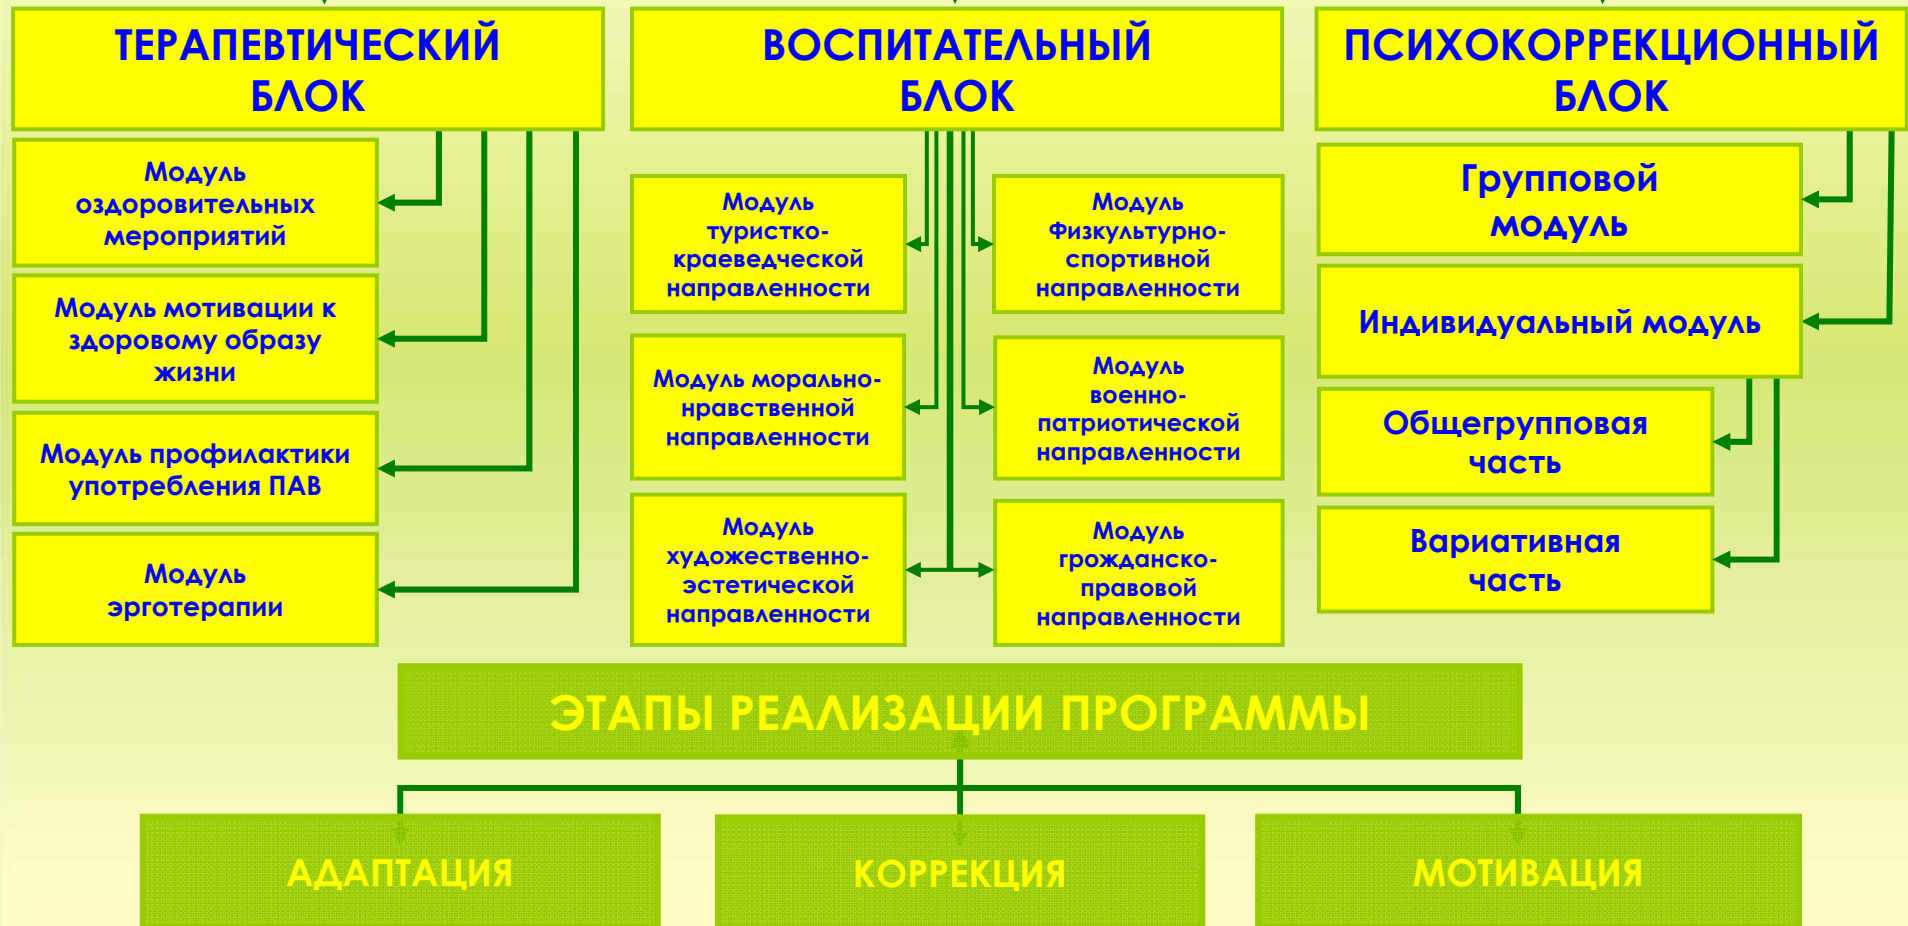 ТЕРАПЕВТИЧЕСКИЙ
БЛОК
Модуль
оздоровительных
мероприятий
Модуль мотивации к
здоровому образу
жизни
Модуль профилактики
употребления ПАВ
Модуль
эрготерапии
ВОСПИТАТЕЛЬНЫЙ
БЛОК
Модуль
туристко-
краеведческой
направленности
Модуль
Физкультурно-
спортивной
направленности
Модуль морально-
нравственной
направленности
Модуль
военно-
патриотической
направленности
Модуль
художественно-
эстетической
направленности
Модуль
грожданско-
правовой
направленности
ПСИХОКОРРЕКЦИОННЫЙ
БЛОК
Групповой
модуль
Индивидуальный модуль
Общегрупповая
часть
Вариативная
часть
ЭТАПЫ РЕАЛИЗАЦИИ ПРОГРАММЫ
АДАПТАЦИЯ
КОРРЕКЦИЯ
МОТИВАЦИЯ